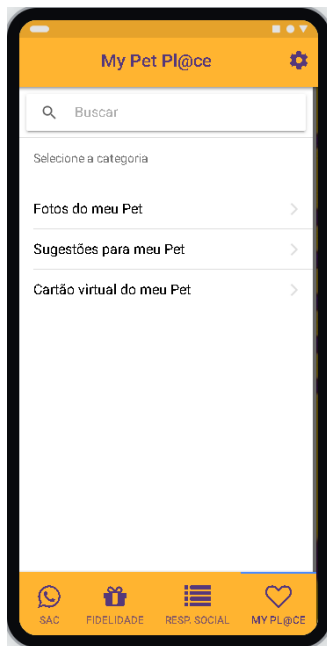 My Pet Pl@ce
Buscar
Selecione a categoria
Fotos do meu Pet
Sugestões para meu Pet
Cartão virtual do meu Pet
SAC FIDELIDADE RESP. SOCIAL MY PL@CE